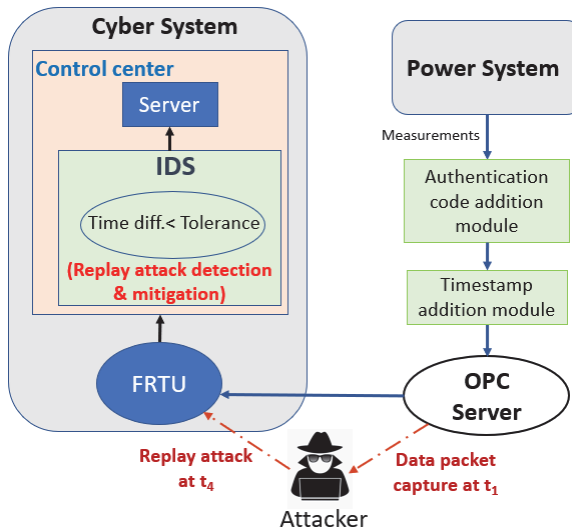 Cyber System
Control center
Server
IDS
Time diff.< Tolerance
(Replay attack detection
& mitigation)
FRTU
Power System
Measurements
Authentication
code addition
module
Timestamp
addition module
OPC
Server
Replay attack
at t₄
Data packet
capture at t₁
Attacker